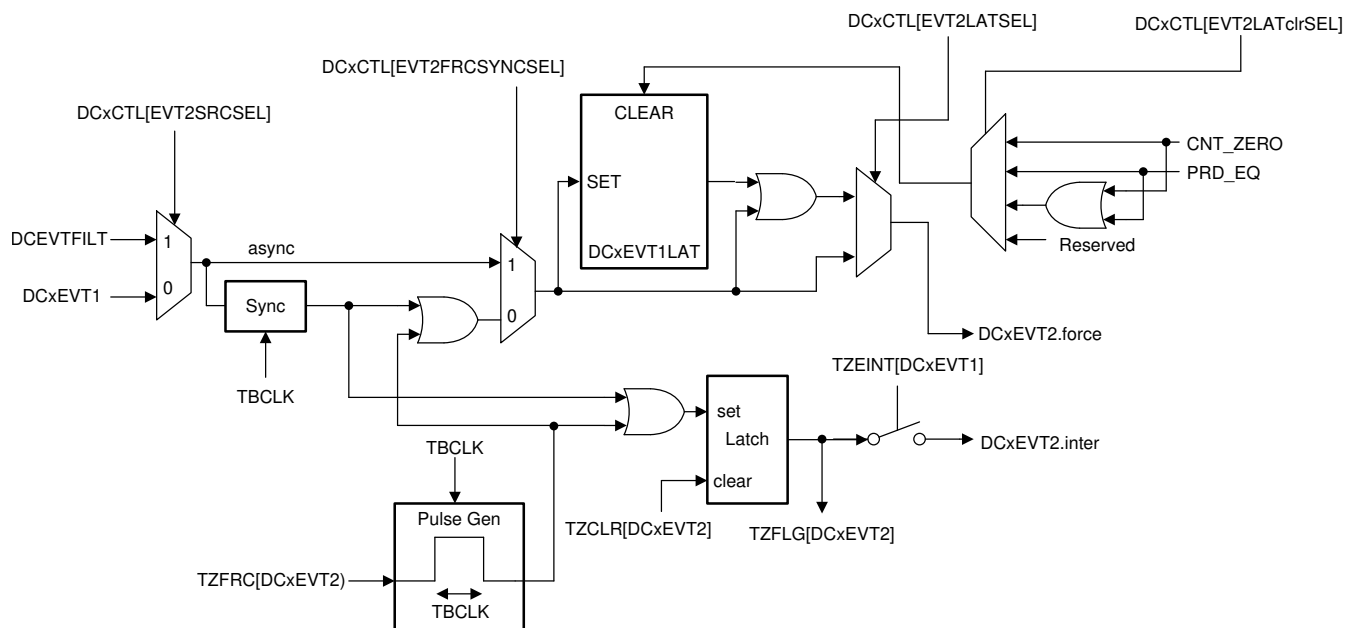 DCxCTL[EVT2LATSEL]
DCxCTL[EVT2LATclrSEL]
DCxCTL[EVT2FRCSYNCSEL]
DCxCTL[EVT2SRCSEL]
CLEAR
CNT_ZERO
PRD_EQ
SET
DCEVTFILT
1
async
1
DCxEVT1LAT
Reserved
DCxEVT1
0
Sync
0
DCxEVT2.force
TZEINT[DCxEVT1]
TBCLK
set
Latch
DCxEVT2.inter
TBCLK
clear
Pulse Gen
TZCLR[DCxEVT2]
TZFLG[DCxEVT2]
TZFRC[DCxEVT2)
TBCLK